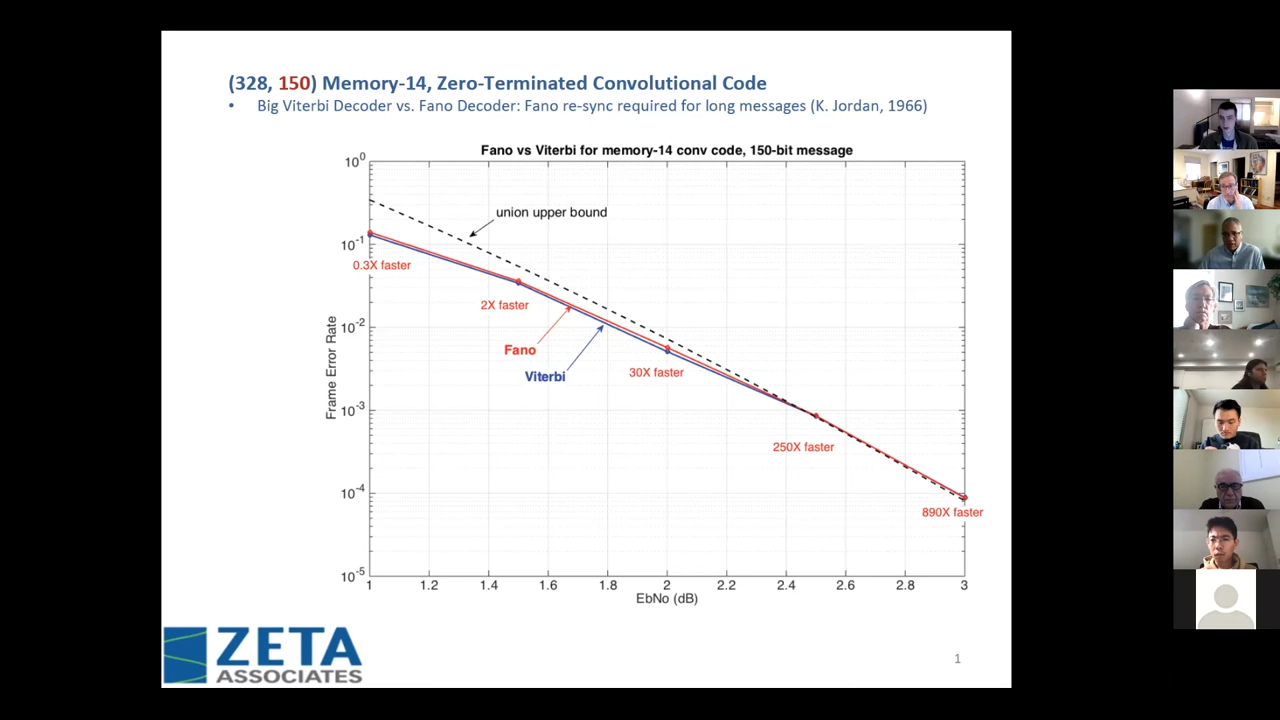 (328, 150) Memory-14, Zero-Terminated Convolutional Code
• Big Viterbi Decoder vs. Fano Decoder: Fano re-sync required for long messages (K. Jordan, 1966)
Fano vs Viterbi for memory-14 conv code, 150-bit message
10^0
union upper bound
10^-1
0.3X faster
2X faster
10^-2
Fano
Viterbi
30X faster
Frame Error Rate
10^-3
250X faster
10^-4
890X faster
10^-5
1 1.2 1.4 1.6 1.8 2 2.2 2.4 2.6 2.8 3
EbNo (dB)
ZETA
ASSOCIATES
1